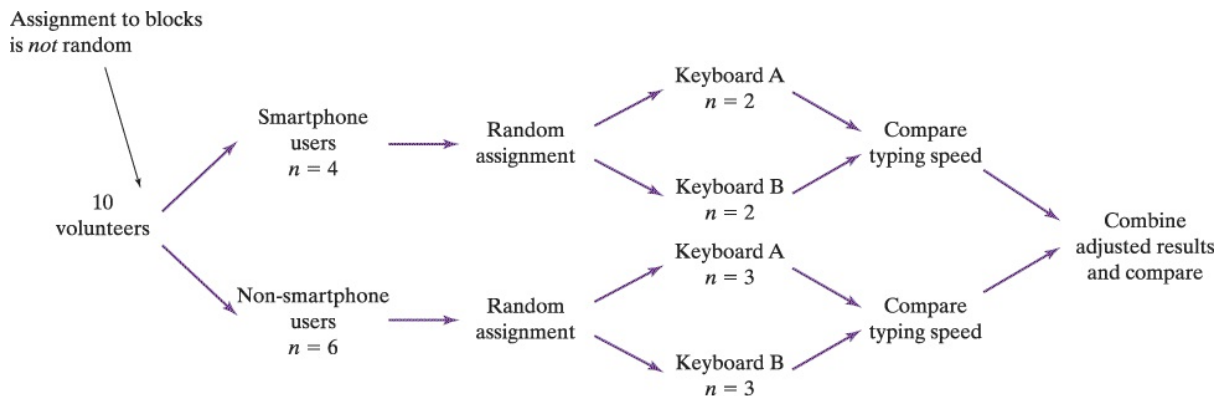 Assignment to blocks
is not random
10
volunteers
Smartphone
users
n = 4
Random
assignment
Keyboard A
n = 2
Keyboard B
n = 2
Compare
typing speed
Non-smartphone
users
n = 6
Random
assignment
Keyboard A
n = 3
Keyboard B
n = 3
Compare
typing speed
Combine
adjusted results
and compare